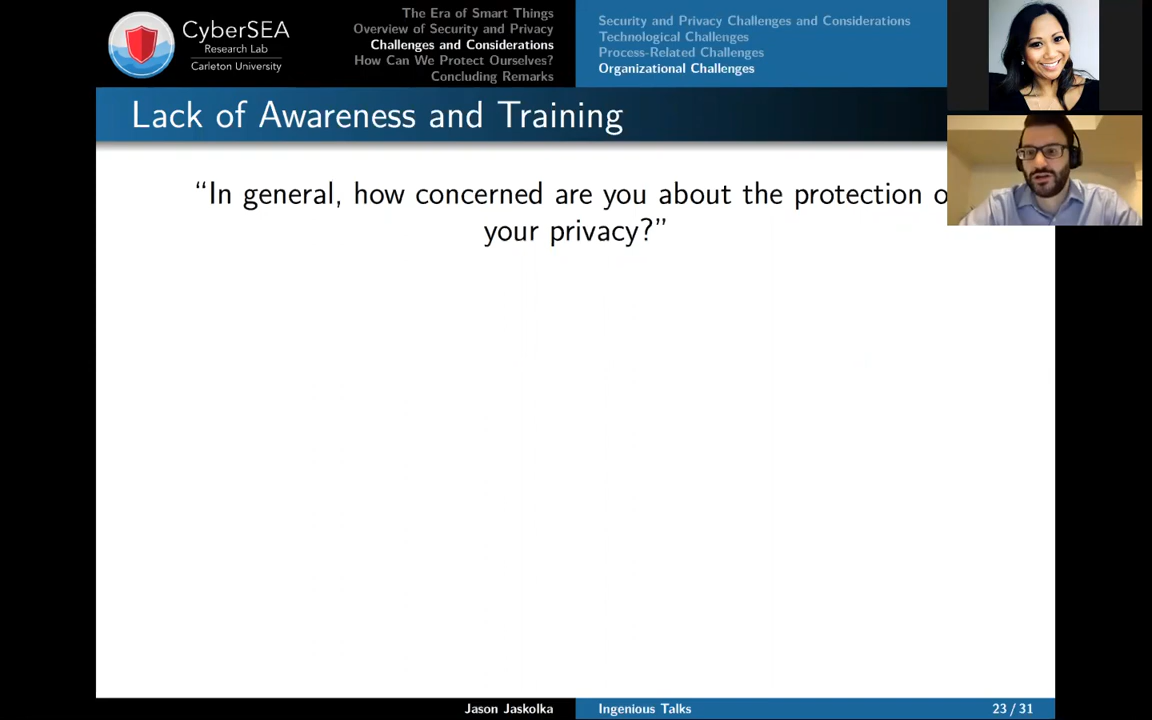 CyberSEA
Research Lab
Carleton University
The Era of Smart Things
Overview of Security and Privacy
Challenges and Considerations
How Can We Protect Ourselves?
Concluding Remarks
Security and Privacy Challenges and Considerations
Technological Challenges
Process-Related Challenges
Organizational Challenges
Lack of Awareness and Training
“In general, how concerned are you about the protection
your privacy?”
Jason Jaskolka
Ingenious Talks
23 / 31